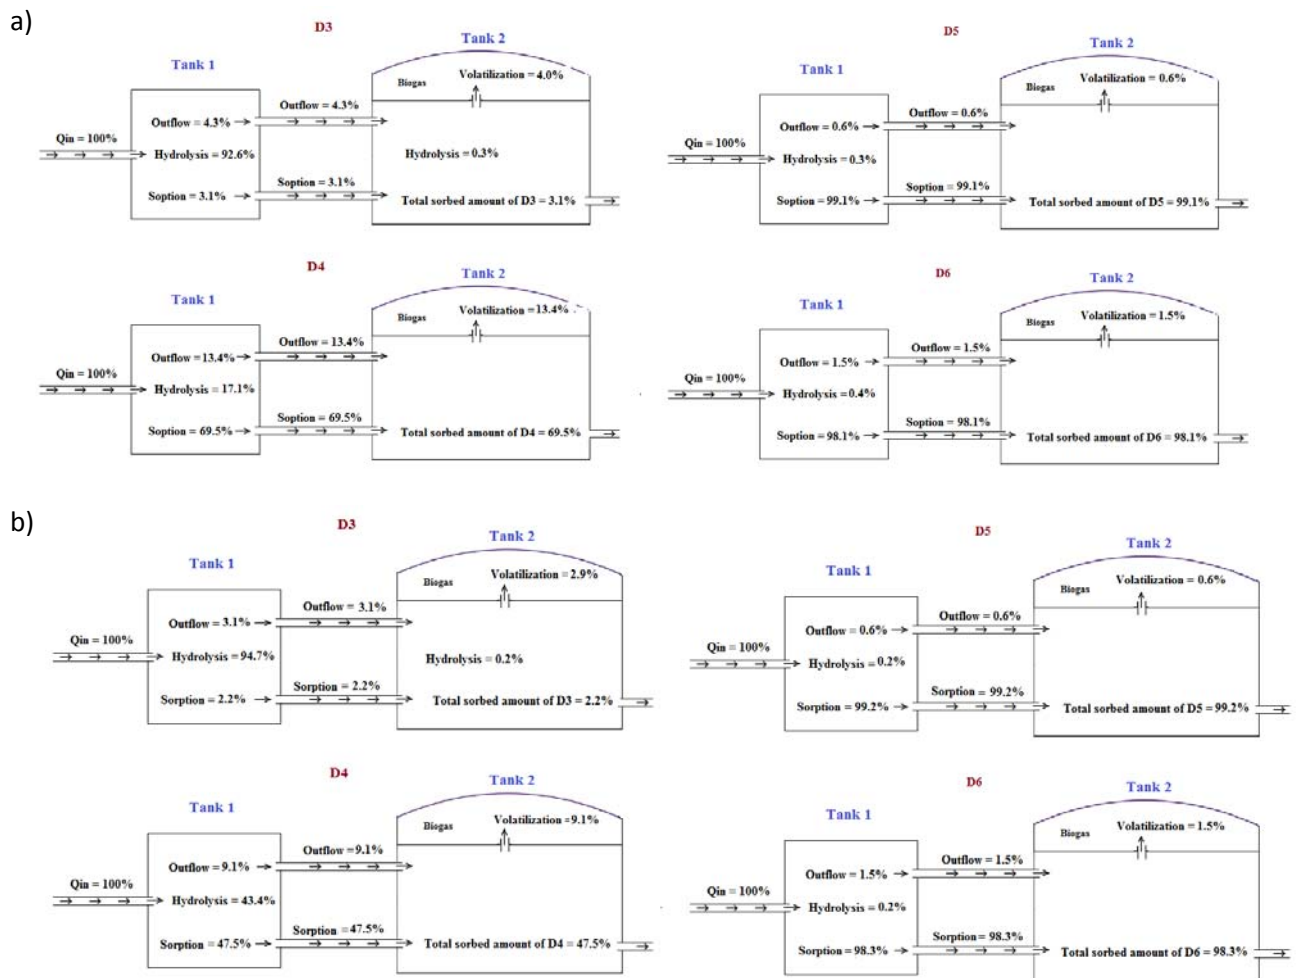 a)
D3
Tank 2
Tank 1
Biogas
Volatilization = 4.0%
Outflow = 4.3%
Outflow = 4.3%
Qin = 100%
Hydrolysis = 92.6%
Hydrolysis = 0.3%
Soption = 3.1%
Soption = 3.1%
Total sorbed amount of D3 = 3.1%
D5
Tank 2
Tank 1
Biogas
Volatilization = 0.6%
Outflow = 0.6%
Outflow = 0.6%
Qin = 100%
Hydrolysis = 0.3%
Soption = 99.1%
Soption = 99.1%
Total sorbed amount of D5 = 99.1%
D4
Tank 2
Tank 1
Biogas
Volatilization = 13.4%
Outflow = 13.4%
Outflow = 13.4%
Qin = 100%
Hydrolysis = 17.1%
Soption = 69.5%
Soption = 69.5%
Total sorbed amount of D4 = 69.5%
D6
Tank 2
Tank 1
Biogas
Volatilization = 1.5%
Outflow = 1.5%
Outflow = 1.5%
Qin = 100%
Hydrolysis = 0.4%
Soption = 98.1%
Soption = 98.1%
Total sorbed amount of D6 = 98.1%
b)
D3
Tank 2
Tank 1
Biogas
Volatilization = 2.9%
Outflow = 3.1%
Outflow = 3.1%
Qin = 100%
Hydrolysis = 94.7%
Hydrolysis = 0.2%
Sorption = 2.2%
Sorption = 2.2%
Total sorbed amount of D3 = 2.2%
D5
Tank 2
Tank 1
Biogas
Volatilization = 0.6%
Outflow = 0.6%
Outflow = 0.6%
Qin = 100%
Hydrolysis = 0.2%
Sorption = 99.2%
Sorption = 99.2%
Total sorbed amount of D5 = 99.2%
D4
Tank 2
Tank 1
Biogas
Volatilization = 9.1%
Outflow = 9.1%
Outflow = 9.1%
Qin = 100%
Hydrolysis = 43.4%
Sorption = 47.5%
Sorption = 47.5%
Total sorbed amount of D4 = 47.5%
D6
Tank 2
Tank 1
Biogas
Volatilization = 1.5%
Outflow = 1.5%
Outflow = 1.5%
Qin = 100%
Hydrolysis = 0.2%
Sorption = 98.3%
Sorption = 98.3%
Total sorbed amount of D6 = 98.3%